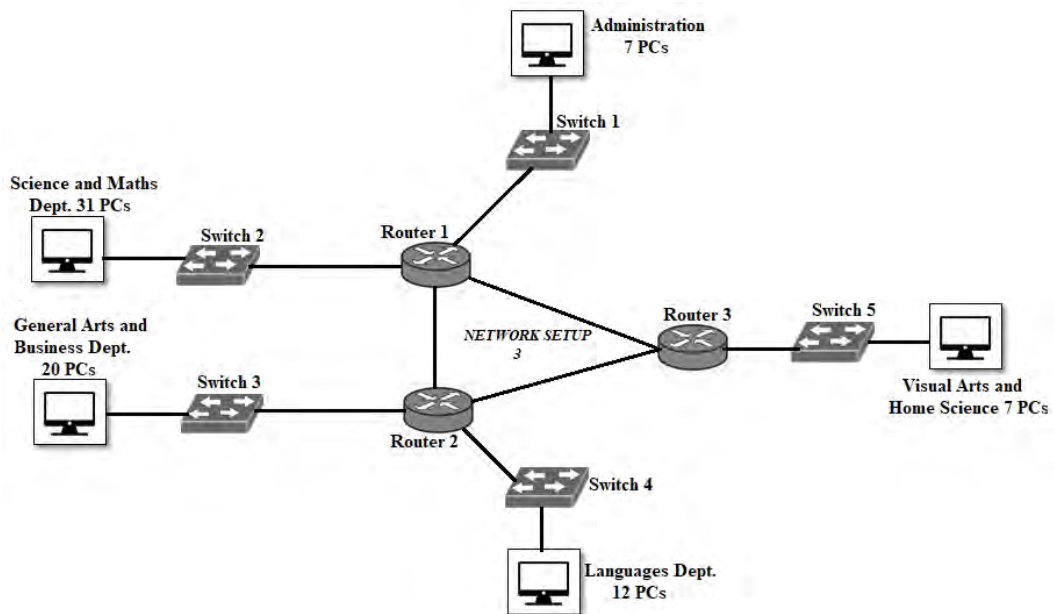 Administration
7 PCs
Switch 1
Science and Maths
Dept. 31 PCs
Switch 2
Router 1
General Arts and
Business Dept.
20 PCs
Switch 3
NETWORK SETUP
3
Router 3
Switch 5
Visual Arts and
Home Science 7 PCs
Router 2
Switch 4
Languages Dept.
12 PCs